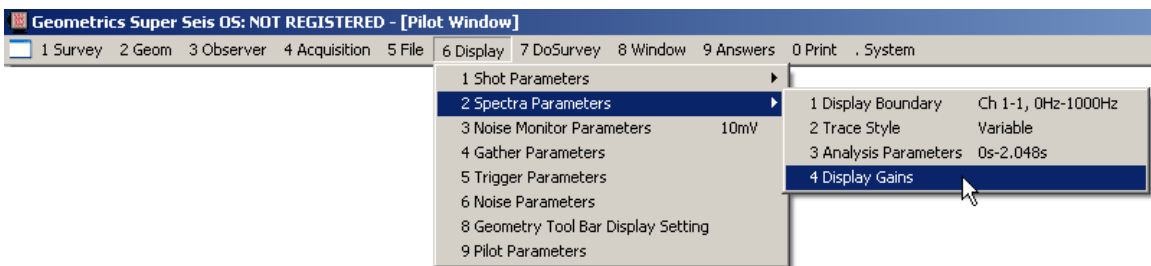 Geometrics Super Seis OS: NOT REGISTERED - [Pilot Window]
1 Survey 2 Geom 3 Observer 4 Acquisition 5 File 6 Display 7 DoSurvey 8 Window 9 Answers 0 Print . System
1 Shot Parameters
2 Spectra Parameters
3 Noise Monitor Parameters 10mV
4 Gather Parameters
5 Trigger Parameters
6 Noise Parameters
8 Geometry Tool Bar Display Setting
9 Pilot Parameters
1 Display Boundary Ch 1-1, 0Hz-1000Hz
2 Trace Style Variable
3 Analysis Parameters 0s-2.048s
4 Display Gains